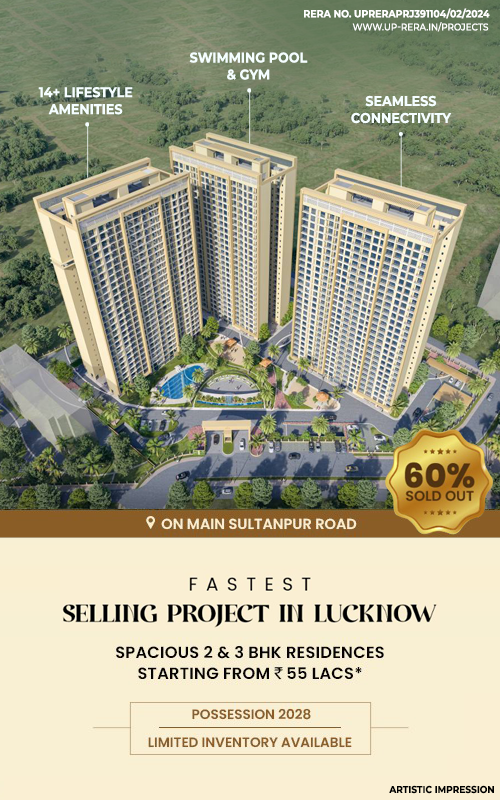 RERA NO. UPRERAPRJ391104/02/2024
WWW.UP-RERA.IN/PROJECTS
SWIMMING POOL
& GYM
14+ LIFESTYLE
AMENITIES
SEAMLESS
CONNECTIVITY
60%
SOLD OUT
ON MAIN SULTANPUR ROAD
FASTEST
SELLING PROJECT IN LUCKNOW
SPACIOUS 2 & 3 BHK RESIDENCES
STARTING FROM ₹ 55 LACS*
POSSESSION 2028
LIMITED INVENTORY AVAILABLE
ARTISTIC IMPRESSION